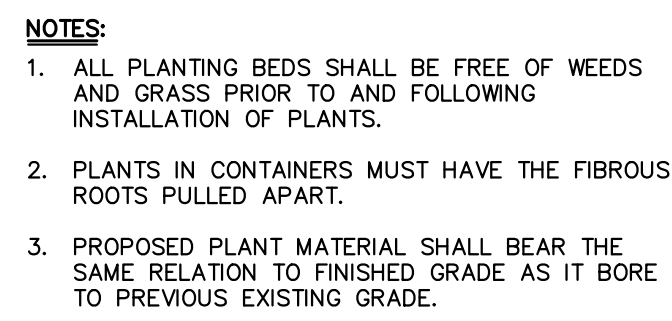 NOTES:
1. ALL PLANTING BEDS SHALL BE FREE OF WEEDS
AND GRASS PRIOR TO AND FOLLOWING
INSTALLATION OF PLANTS.
2. PLANTS IN CONTAINERS MUST HAVE THE FIBROUS
ROOTS PULLED APART.
3. PROPOSED PLANT MATERIAL SHALL BEAR THE
SAME RELATION TO FINISHED GRADE AS IT BORE
TO PREVIOUS EXISTING GRADE.